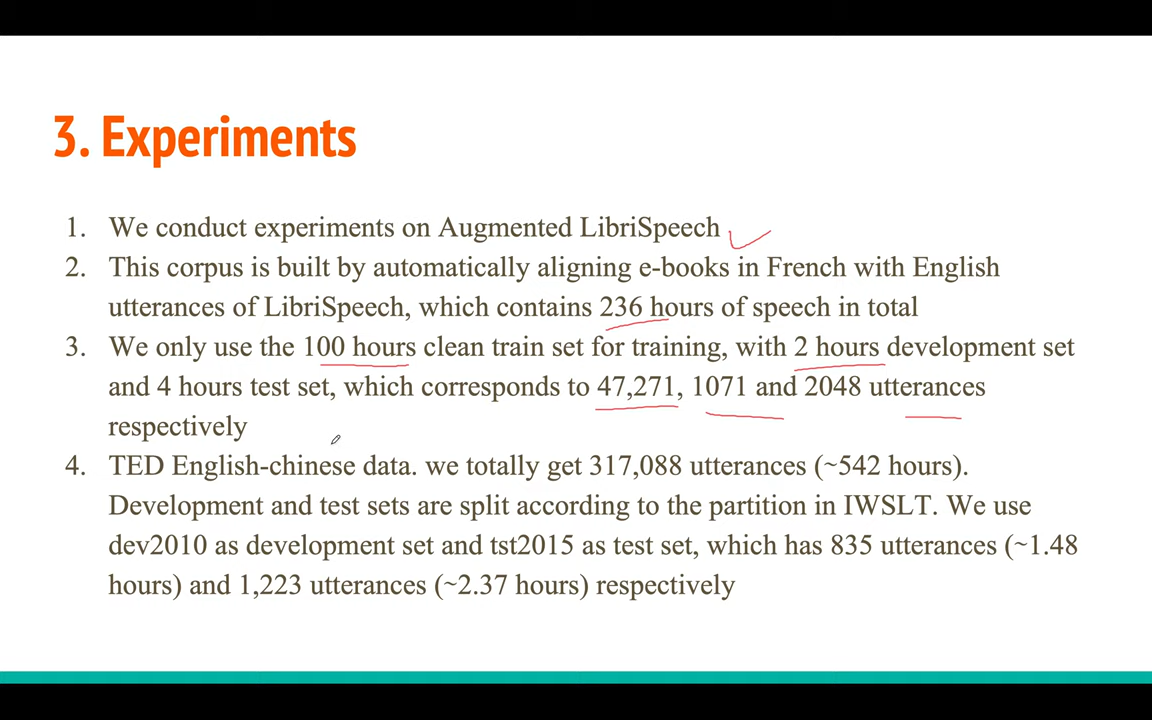 3. Experiments
1. We conduct experiments on Augmented LibriSpeech
2. This corpus is built by automatically aligning e-books in French with English
utterances of LibriSpeech, which contains 236 hours of speech in total
3. We only use the 100 hours clean train set for training, with 2 hours development set
and 4 hours test set, which corresponds to 47,271, 1071 and 2048 utterances
respectively
4. TED English-chinese data. we totally get 317,088 utterances (~542 hours).
Development and test sets are split according to the partition in IWSLT. We use
dev2010 as development set and tst2015 as test set, which has 835 utterances (~1.48
hours) and 1,223 utterances (~2.37 hours) respectively